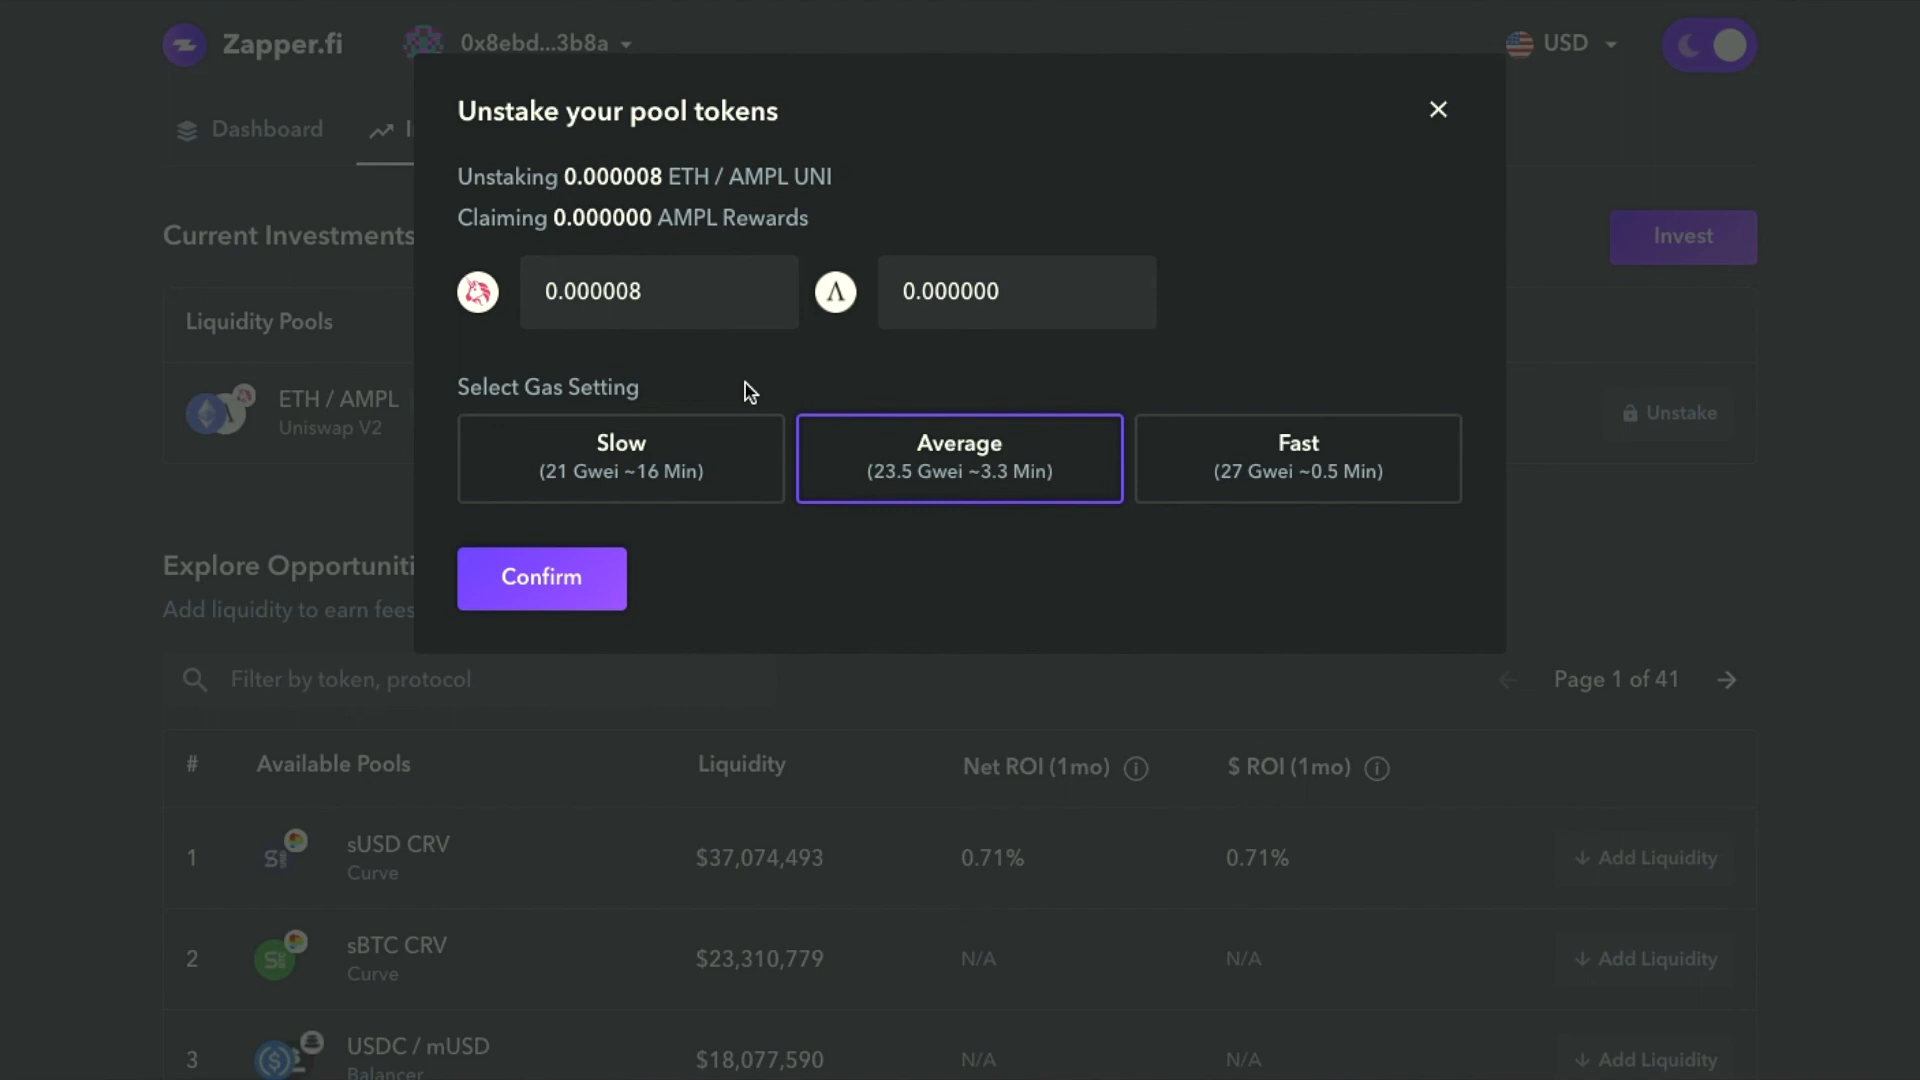 Zapper.fi
0x8ebd...3b8a
USD
Dashboard
Unstake your pool tokens
Unstaking 0.000008 ETH / AMPL UNI
Claiming 0.000000 AMPL Rewards
Current Investments
Invest
0.000008
0.000000
Liquidity Pools
Select Gas Setting
ETH / AMPL
Uniswap V2
Unstake
Slow
(21 Gwei ~16 Min)
Average
(23.5 Gwei ~3.3 Min)
Fast
(27 Gwei ~0.5 Min)
Explore Opportuniti
Confirm
Add liquidity to earn fees
Filter by token, protocol
Page 1 of 41
# Available Pools Liquidity Net ROI (1mo) $ ROI (1mo)
1 sUSD CRV $37,074,493 0.71% 0.71% Add Liquidity
Curve
2 sBTC CRV $23,310,779 N/A N/A Add Liquidity
Curve
3 USDC / mUSD $18,077,590 N/A N/A Add Liquidity
Balancer